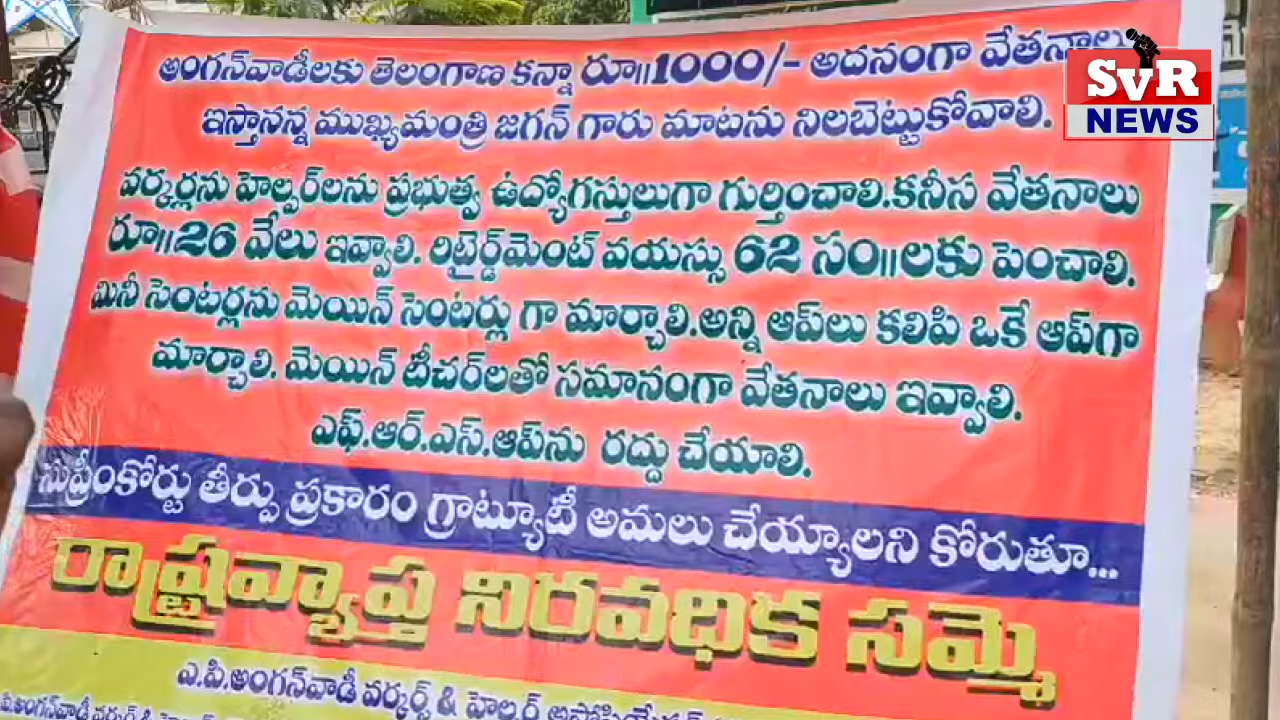 అంగన్‌వాడీలకు తెలంగాణ కన్నా రూ॥1000/- అదనంగా వేతనాలు
ఇస్తానన్న ముఖ్యమంత్రి జగన్ గారు మాటను నిలబెట్టుకోవాలి.
SVR
NEWS
వర్కర్లను హెల్పర్‌లను ప్రభుత్వ ఉద్యోగస్తులుగా గుర్తించాలి.కనీస వేతనాలు
రూ॥26 వేలు ఇవ్వాలి. రిటైర్డ్‌మెంట్ వయస్సు 62 సం॥లకు పెంచాలి.
మినీ సెంటర్లను మెయిన్ సెంటర్లు గా మార్చాలి.అన్ని ఆప్‌లు కలిపి ఒకే ఆప్‌గా
మార్చాలి. మెయిన్ టీచర్‌లతో సమానంగా వేతనాలు ఇవ్వాలి.
ఎఫ్.ఆర్.ఎస్.ఆప్‌ను రద్దు చేయాలి.
సుప్రీంకోర్టు తీర్పు ప్రకారం గ్రాట్యూటీ అమలు చేయ్యాలని కోరుతూ...
రాష్ట్రవ్యాప్త నిరవధిక సమ్మె
ఎ.పి.అంగన్‌వాడీ వర్కర్స్ & హెల్పర్
అంగన్‌వాడీ వర్కర్స్ &